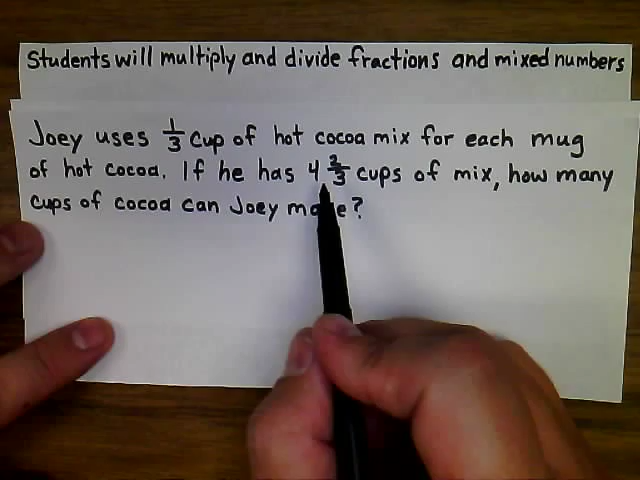 Students will multiply and divide fractions and mixed numbers
Joey uses 1/3 cup of hot cocoa mix for each mug
of hot cocoa. If he has 4 2/3 cups of mix, how many
cups of cocoa can Joey ?